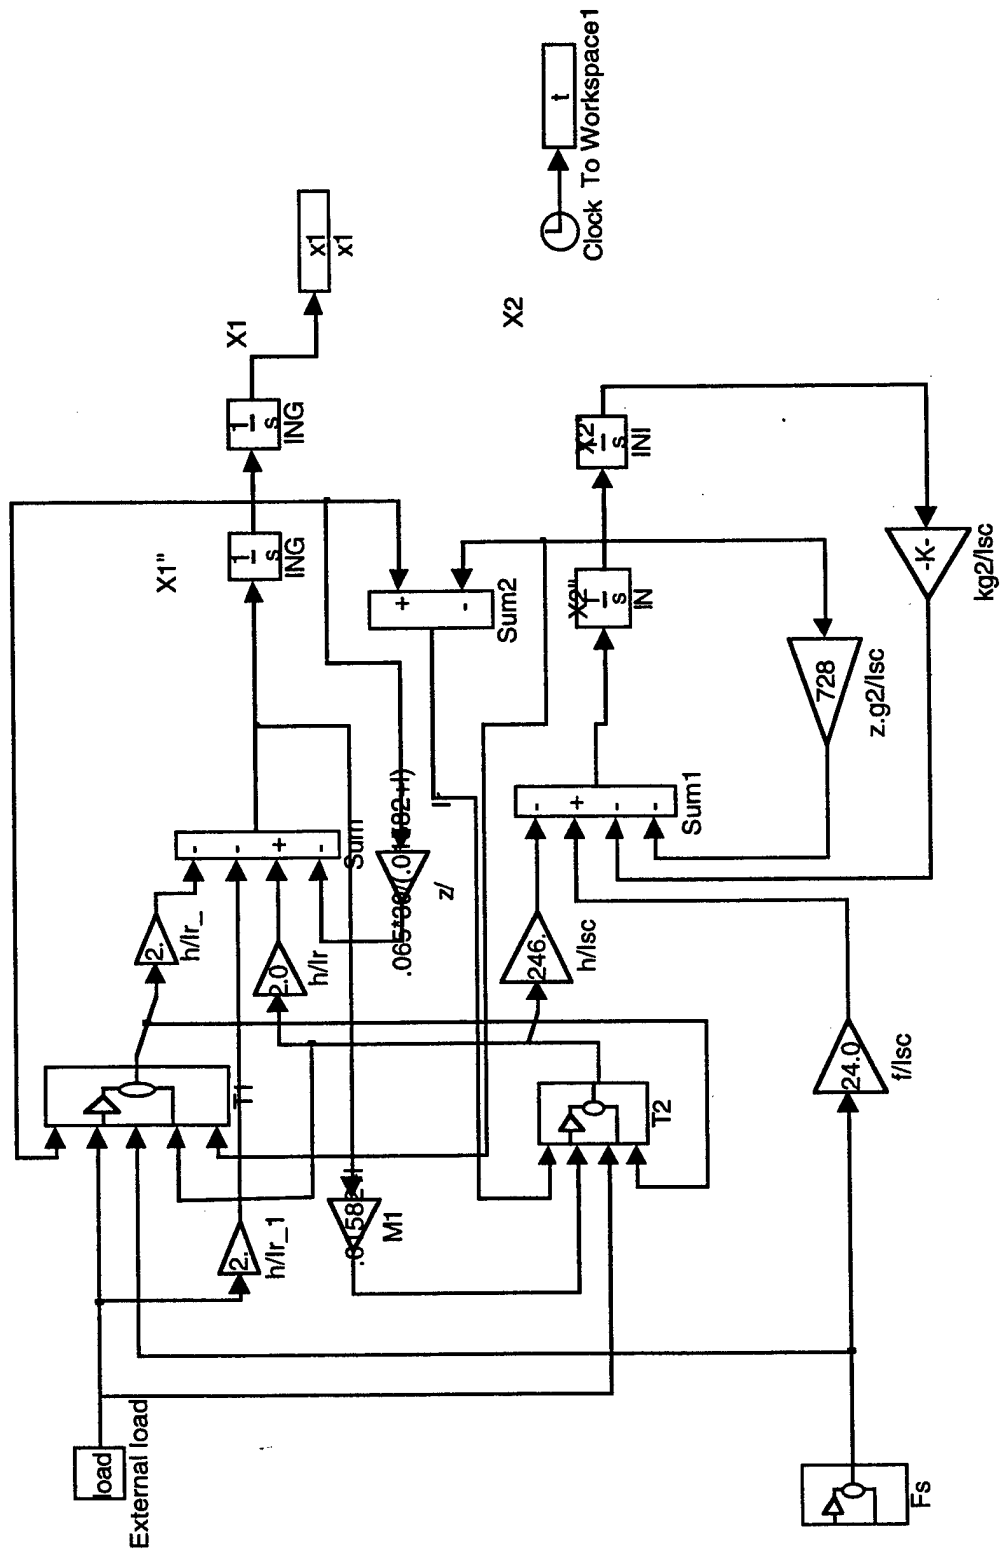 load
External load
Fs
T1
2.
h/Ir_1
2.
h/Ir_
2.0
h/Ir
-
-
+
-
Sum
X1"
1
s
ING
1
s
ING
X1
x1
x1
M1
z/
+
-
Sum2
T2
246.
h/Isc
24.0
f/Isc
-
+
-
-
Sum1
X2"
1
s
IN
X2'
1
s
INI
X2
728
z.g2/Isc
-K-
kg2/Isc
Clock
t
To Workspace1